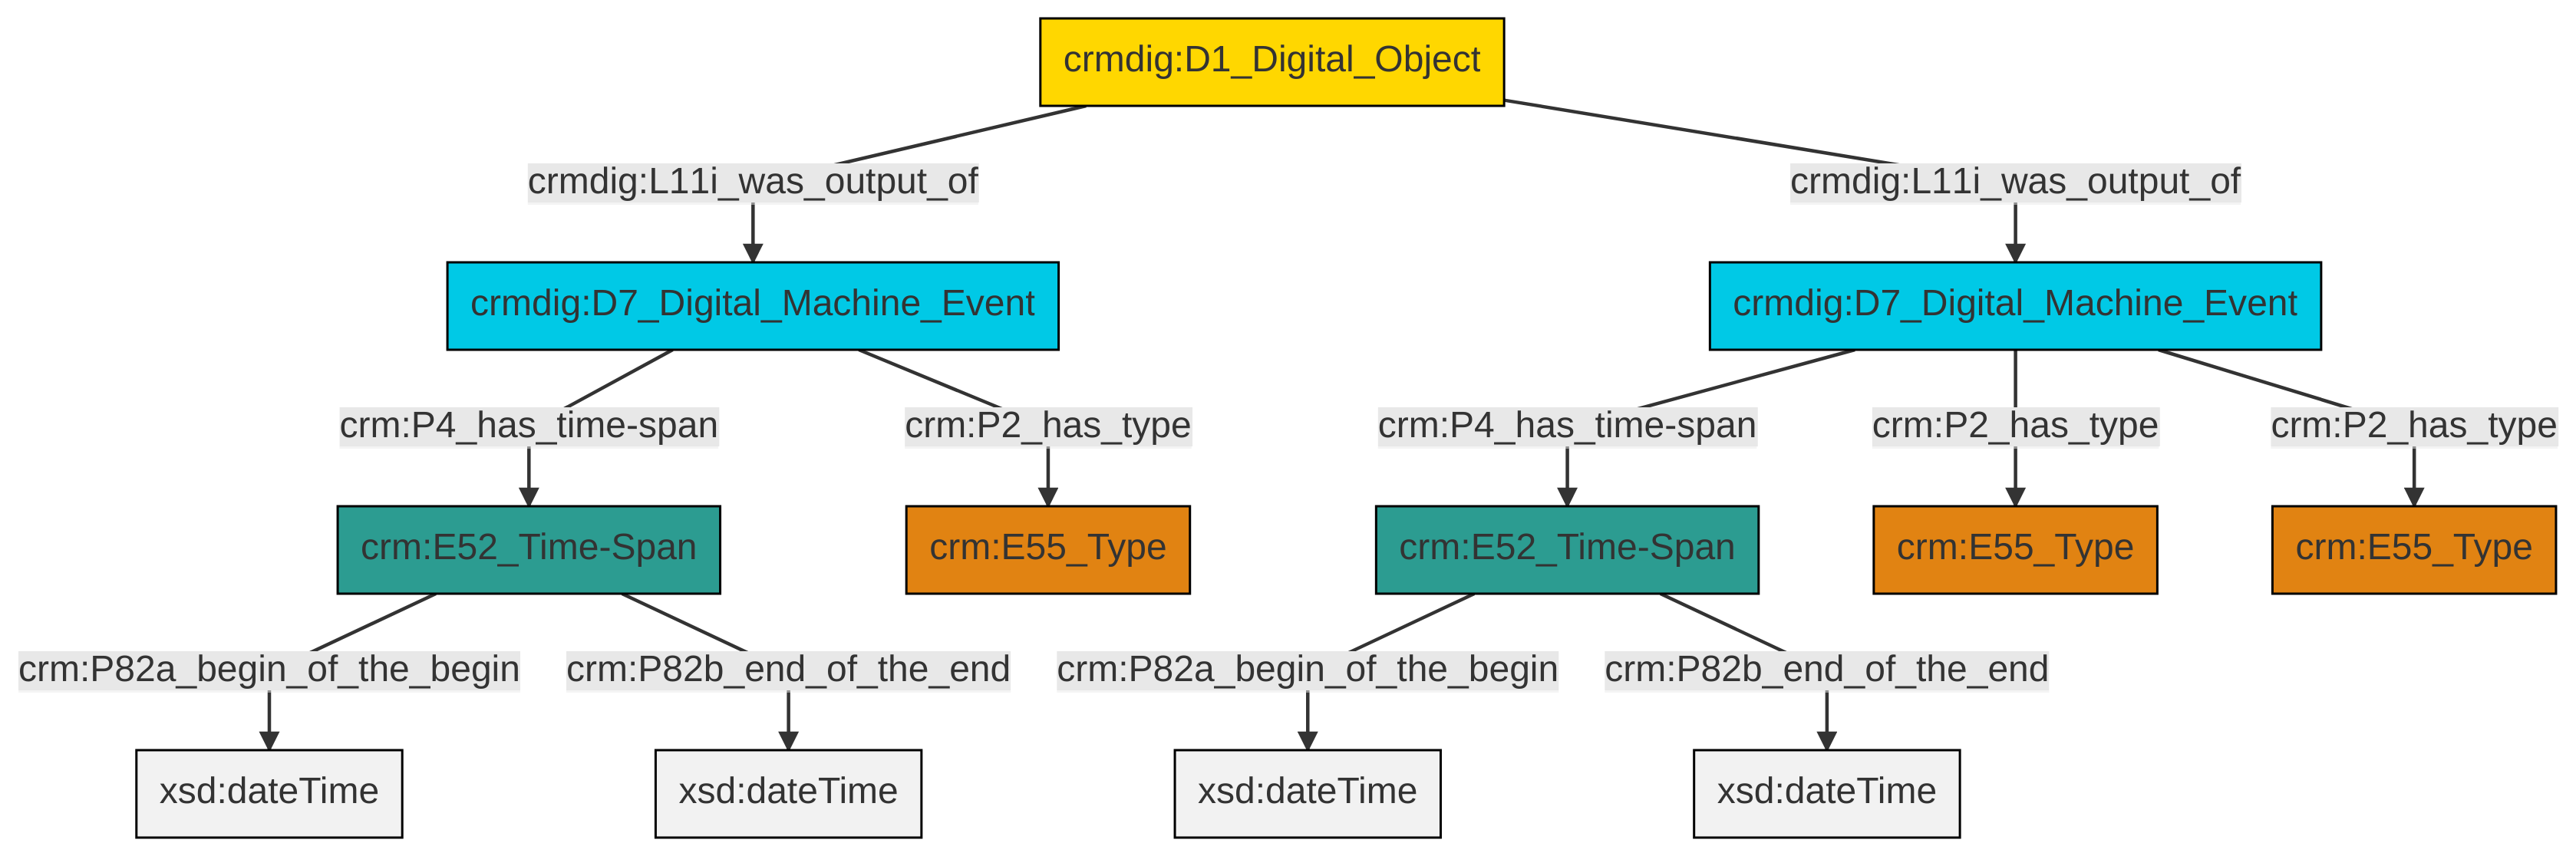 crmdig:D1_Digital_Object
crmdig:L11i_was_output_of
crmdig:L11i_was_output_of
crmdig:D7_Digital_Machine_Event
crmdig:D7_Digital_Machine_Event
crm:P4_has_time-span
crm:P2_has_type
crm:P4_has_time-span
crm:P2_has_type
crm:P2_has_type
crm:E52_Time-Span
crm:E55_Type
crm:E52_Time-Span
crm:E55_Type
crm:E55_Type
crm:P82a_begin_of_the_begin
crm:P82b_end_of_the_end
crm:P82a_begin_of_the_begin
crm:P82b_end_of_the_end
xsd:dateTime
xsd:dateTime
xsd:dateTime
xsd:dateTime